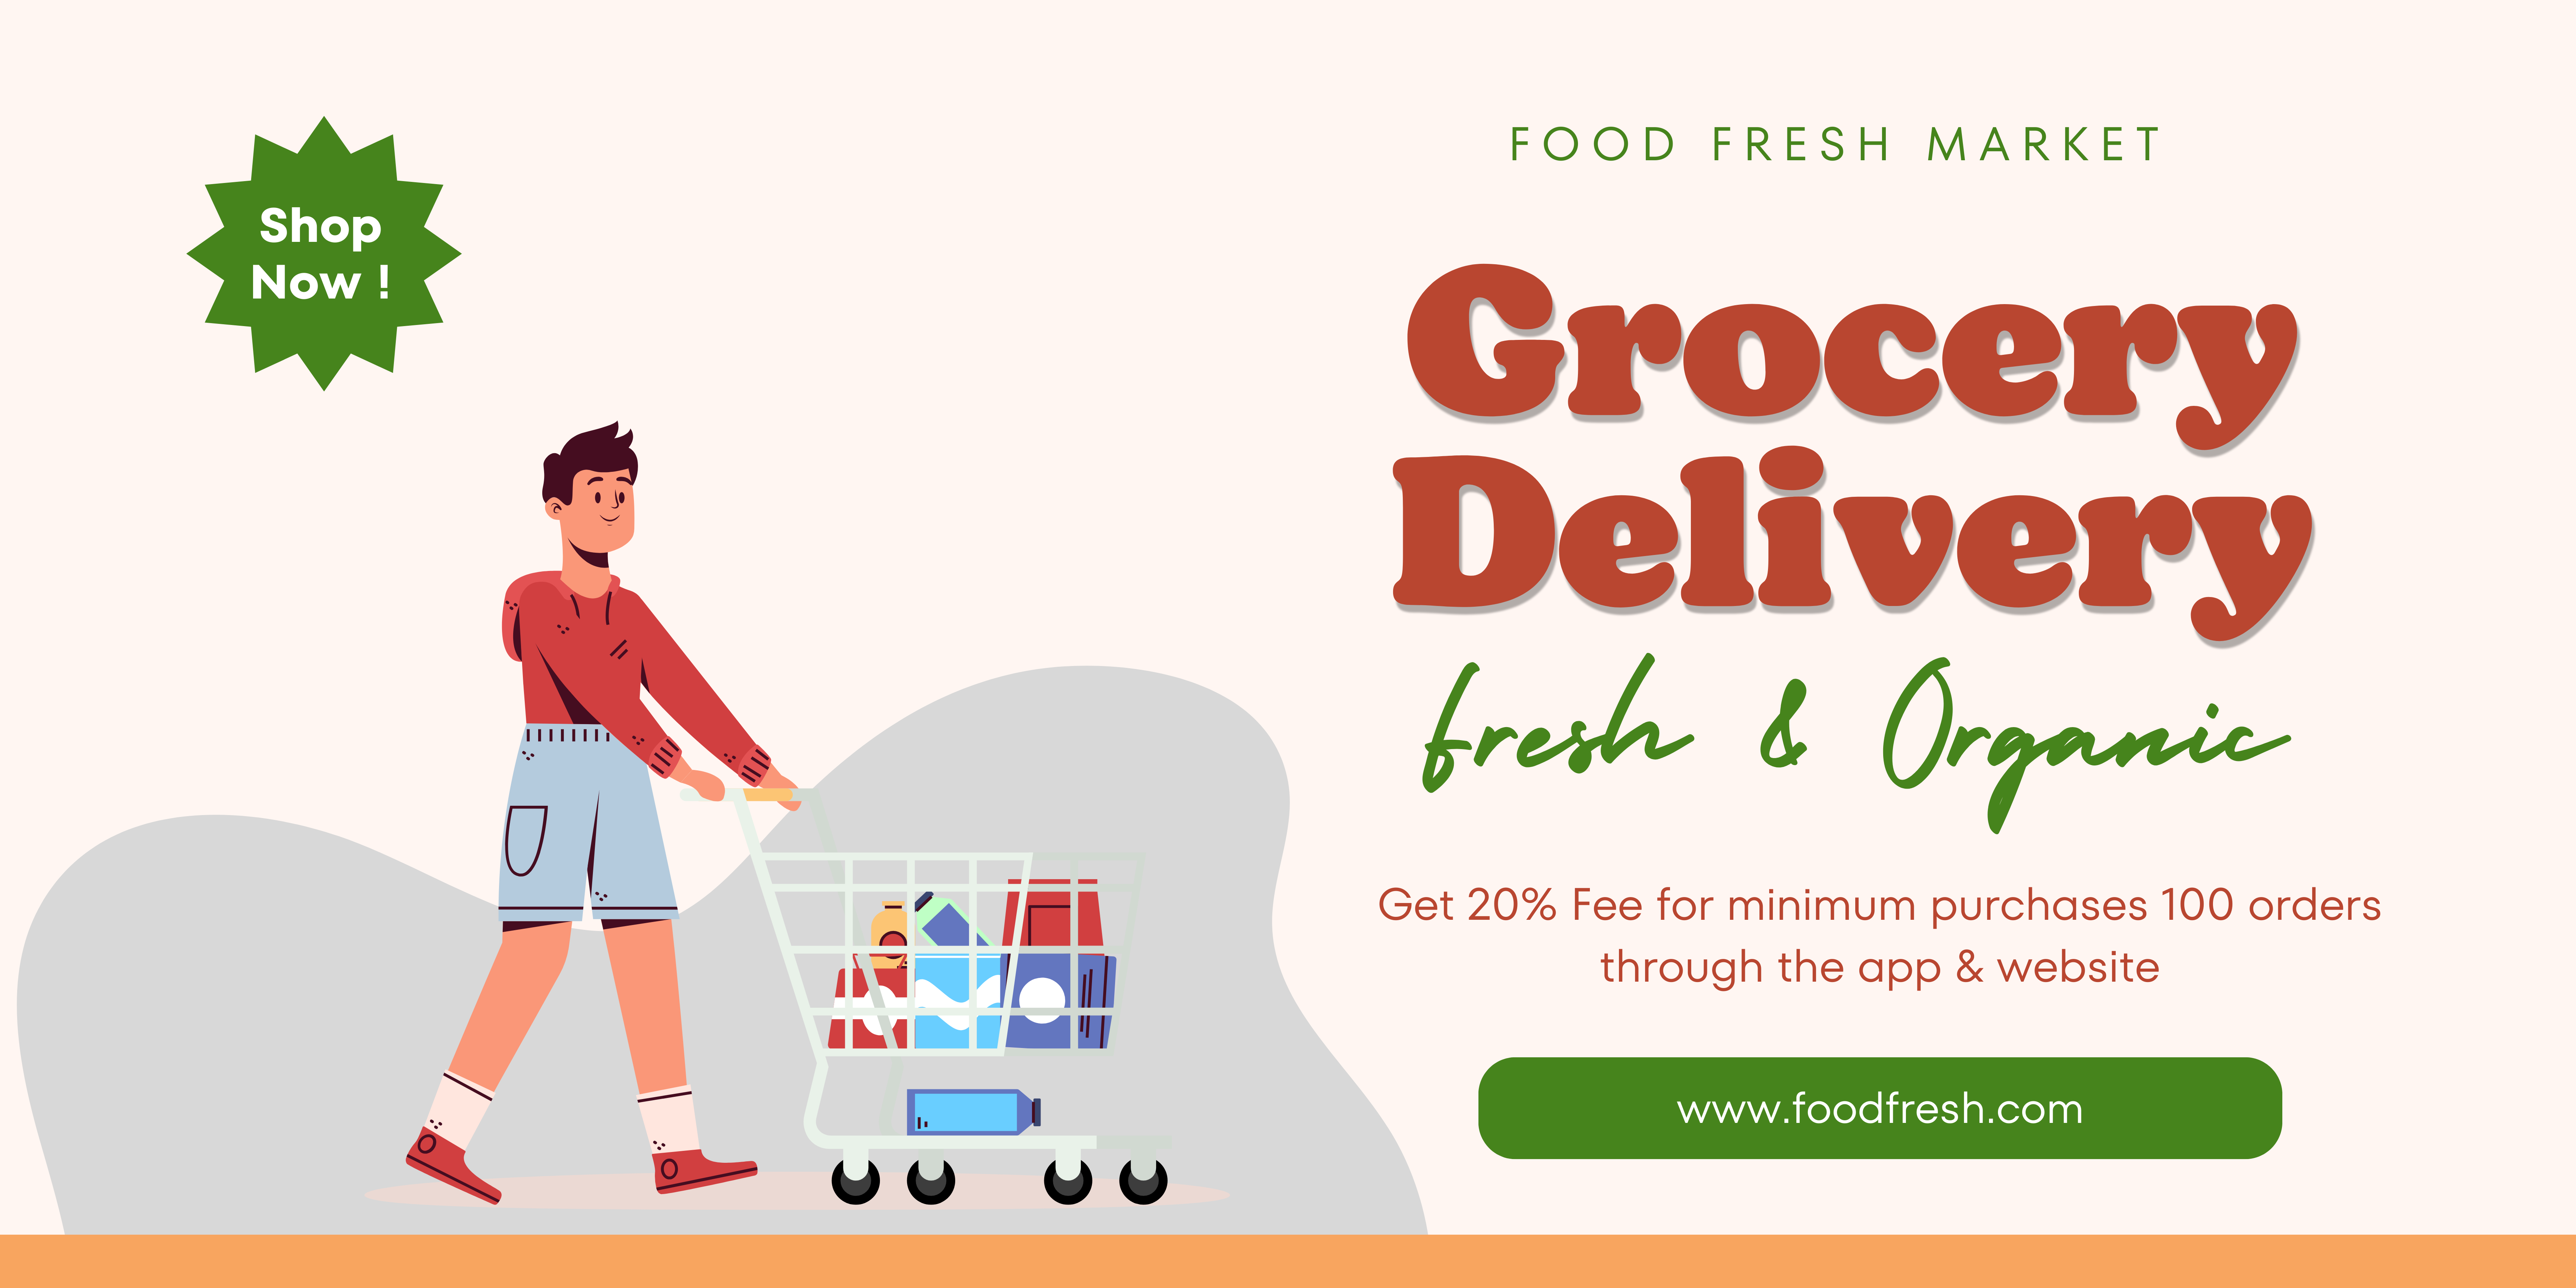 Shop
Now !
FOOD FRESH MARKET
Grocery
Delivery
fresh & Organic
Get 20% Fee for minimum purchases 100 orders
through the app & website
www.foodfresh.com